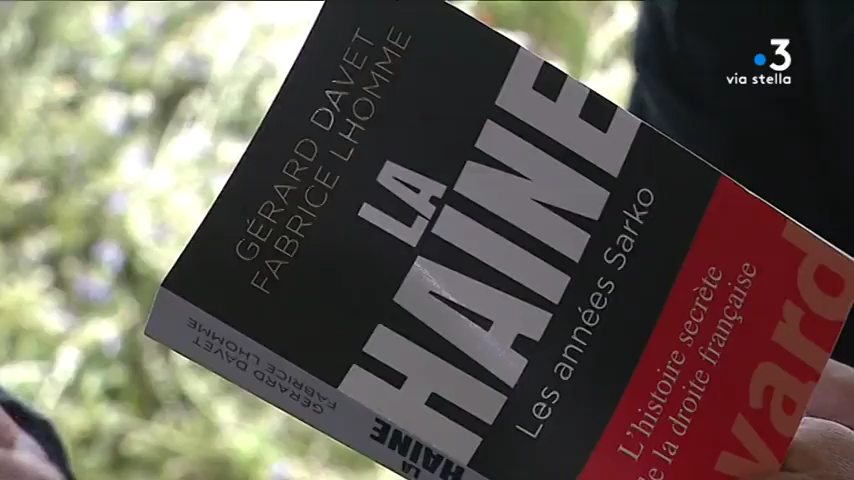 3
via stella
GÉRARD DAVET
FABRICE LHOMME
LA
HAINE
Les années Sarko
L'histoire secrète
de la droite française
vard
GÉRARD DAVET
FABRICE LHOMME
LA
HAINE